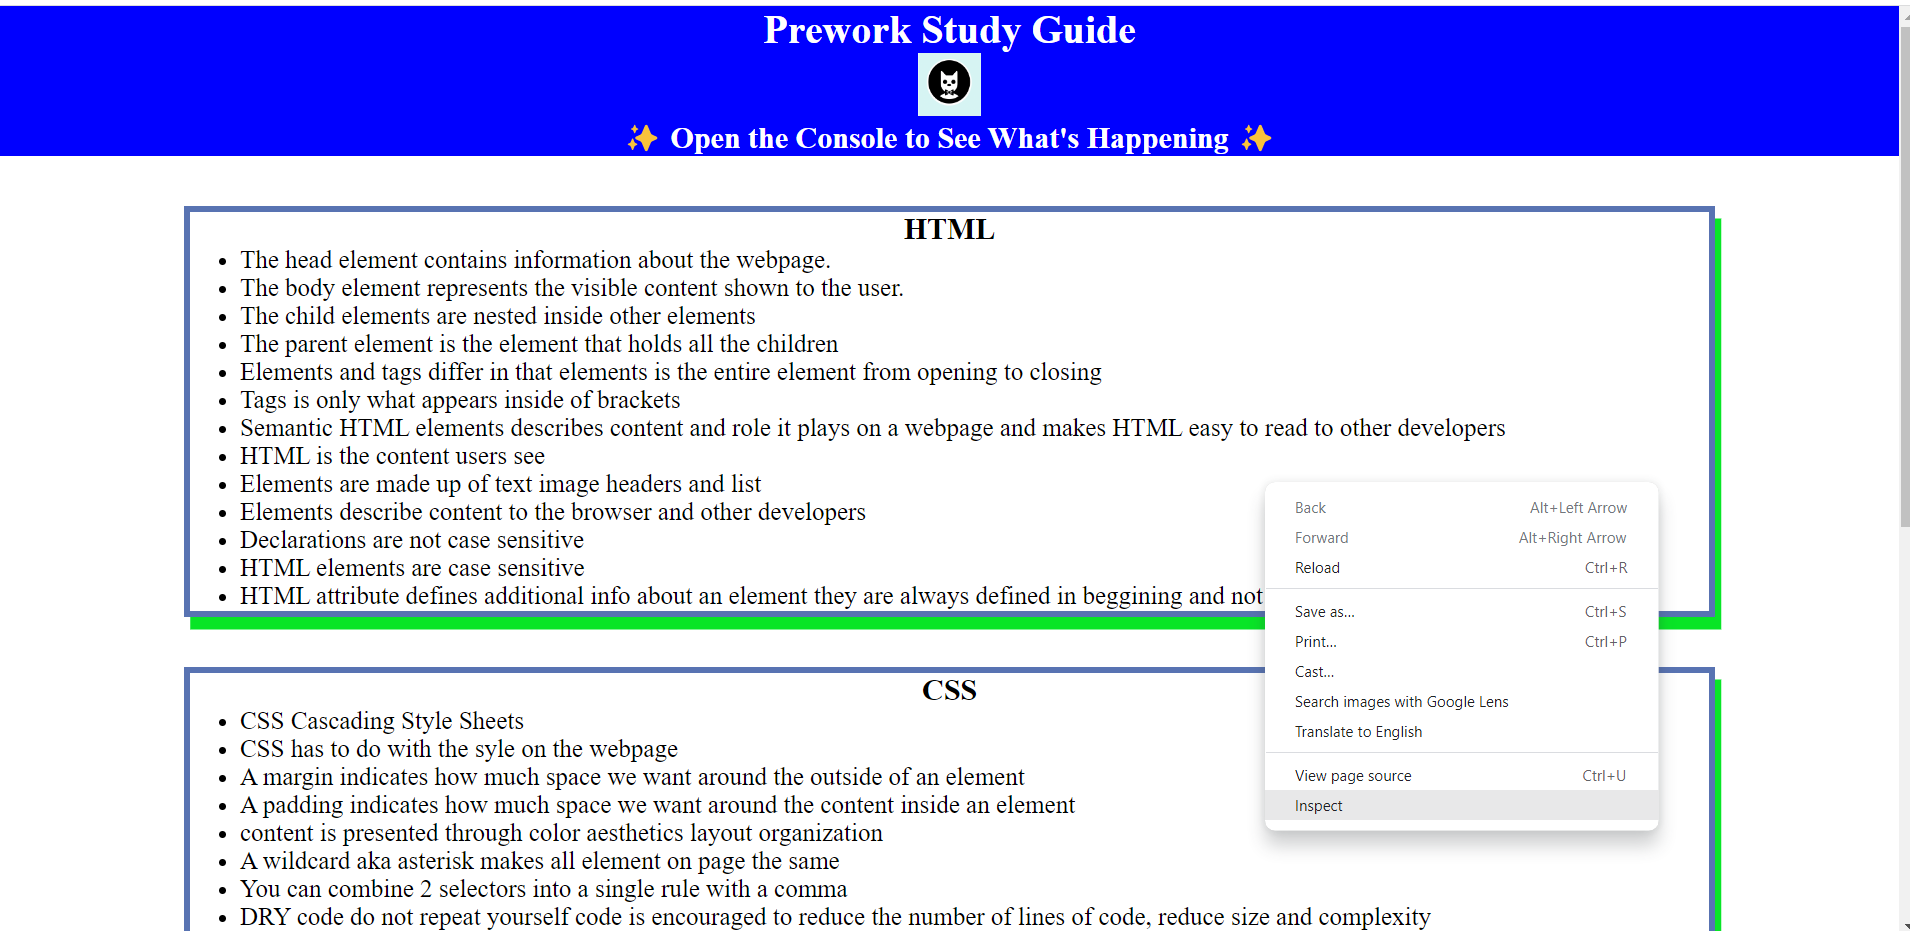 Prework Study Guide
✨ Open the Console to See What's Happening ✨
HTML
• The head element contains information about the webpage.
• The body element represents the visible content shown to the user.
• The child elements are nested inside other elements
• The parent element is the element that holds all the children
• Elements and tags differ in that elements is the entire element from opening to closing
• Tags is only what appears inside of brackets
• Semantic HTML elements describes content and role it plays on a webpage and makes HTML easy to read to other developers
• HTML is the content users see
• Elements are made up of text image headers and list
• Elements describe content to the browser and other developers
• Declarations are not case sensitive
• HTML elements are case sensitive
• HTML attribute defines additional info about an element they are always defined in beggining and not
CSS
• CSS Cascading Style Sheets
• CSS has to do with the syle on the webpage
• A margin indicates how much space we want around the outside of an element
• A padding indicates how much space we want around the content inside an element
• content is presented through color aesthetics layout organization
• A wildcard aka asterisk makes all element on page the same
• You can combine 2 selectors into a single rule with a comma
• DRY code do not repeat yourself code is encouraged to reduce the number of lines of code, reduce size and complexity
Back Alt+Left Arrow
Forward Alt+Right Arrow
Reload Ctrl+R
Save as... Ctrl+S
Print... Ctrl+P
Cast...
Search images with Google Lens
Translate to English
View page source Ctrl+U
Inspect